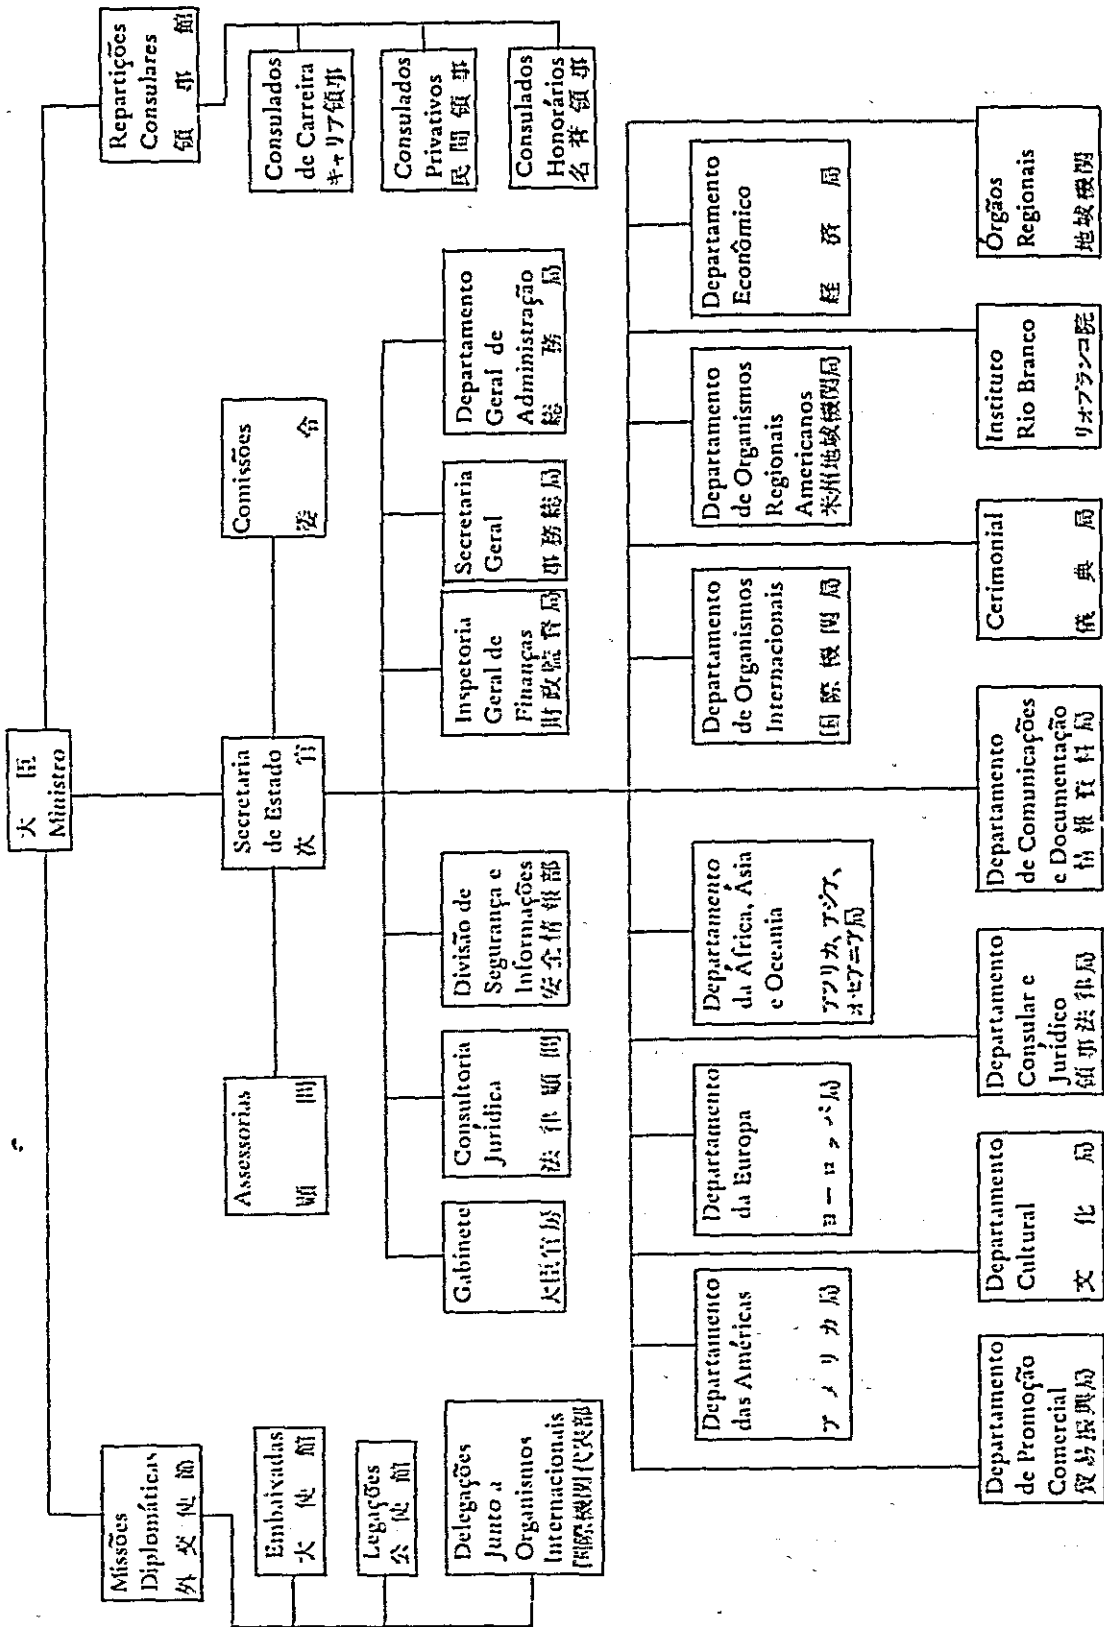 大臣
Ministro
Missões
Diplomáticas
外交使節
Embaixadas
大使館
Legações
公使館
Delegações
Junto a
Organismos
Internacionais
国際機関代表部
Assessorias
顧問
Secretaria
de Estado
次官
Comissões
委令
Repartições
Consulares
領事館
Consulados
de Carreira
キャリア領事
Consulados
Privativos
民間領事
Consulados
Honorários
名誉領事
Gabinete
大臣官房
Consultoria
Jurídica
法律顧問
Divisão de
Segurança e
Informações
安全情報部
Inspetoria
Geral de
Finanças
財政監督局
Secretaria
Geral
事務総局
Departamento
Geral de
Administração
総務局
Departamento
das Américas
アメリカ局
Departamento
da Europa
ヨーロッパ局
Departamento
da África, Ásia
e Oceania
アフリカ、アジア、
オセアニア局
Departamento
de Organismos
Internacionais
国際機関局
Departamento
de Organismos
Regionais
Americanos
米州地域機関局
Departamento
Econômico
経済局
Departamento
de Promoção
Comercial
貿易振興局
Departamento
Cultural
文化局
Departamento
Consular e
Jurídico
領事法律局
Departamento
de Comunicações
e Documentação
情報資料局
Cerimonial
儀典局
Instituto
Rio Branco
リオブランコ院
Órgãos
Regionais
地域機関